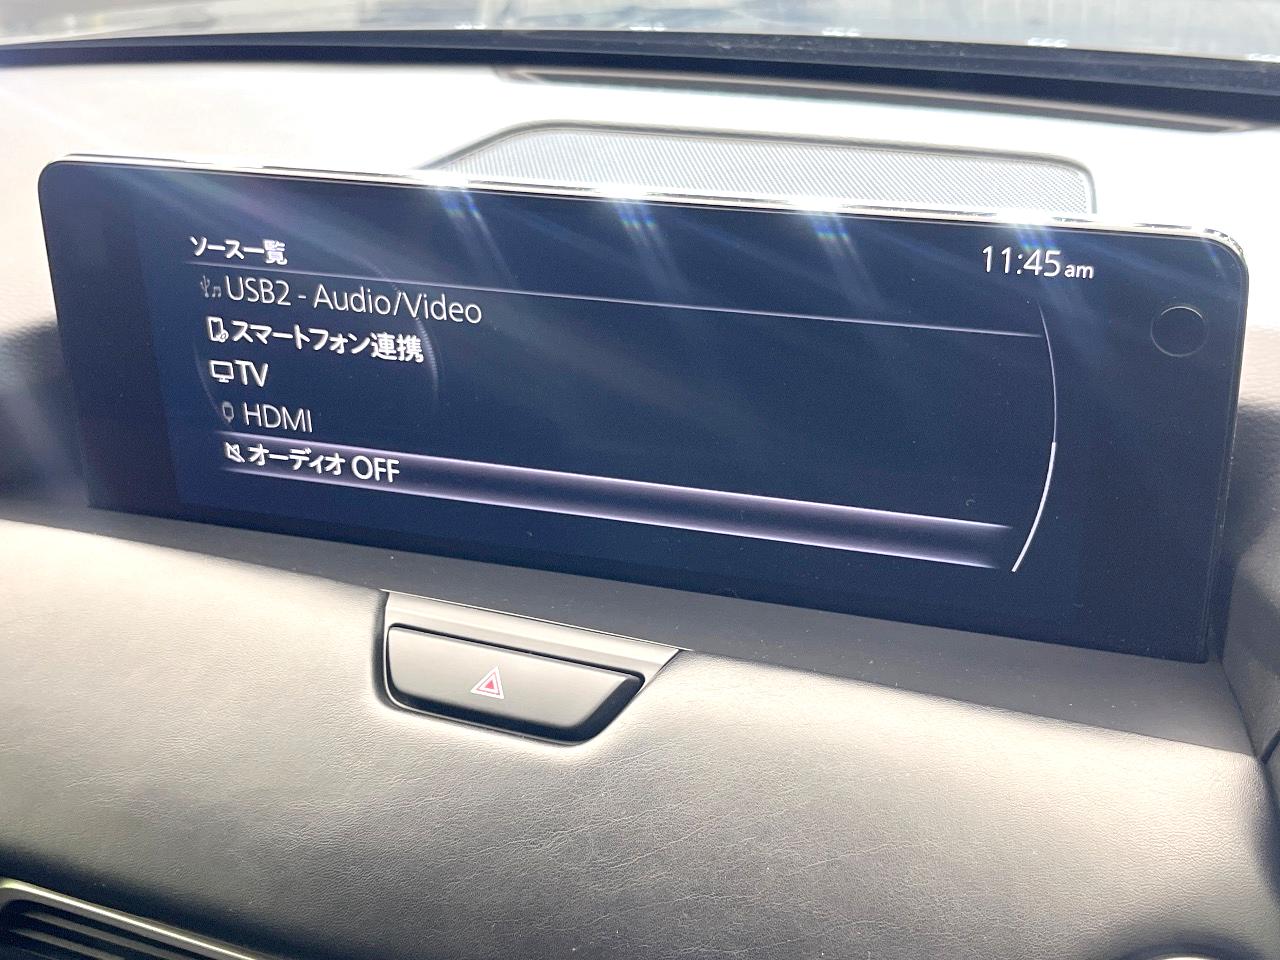 ソース一覧
11:45am
USB2 - Audio/Video
スマートフォン連携
TV
HDMI
オーディオ OFF